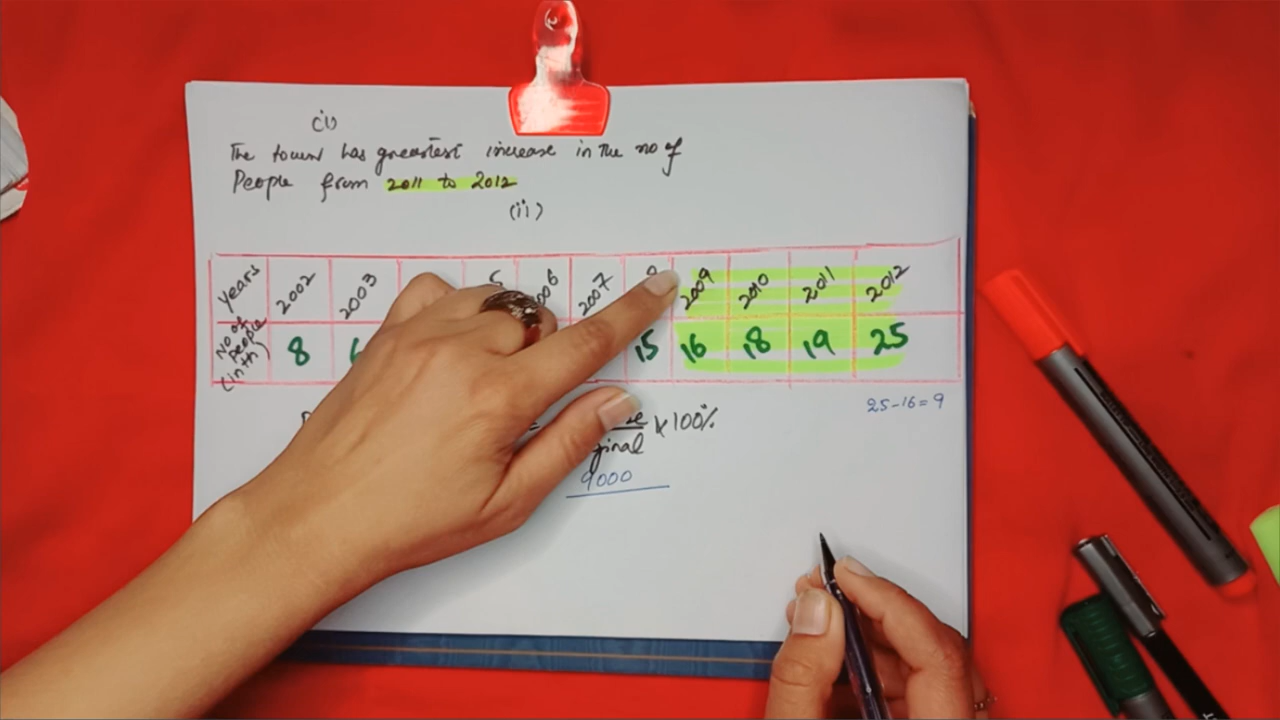 (i)
The town has greatest increase in the no of
People from 2011 to 2012
(ii)
Years 2002 2003 2007 2009 2010 2011 2012
No of people (in th) 8 6 15 16 18 19 25
25-16=9
x100%
9000